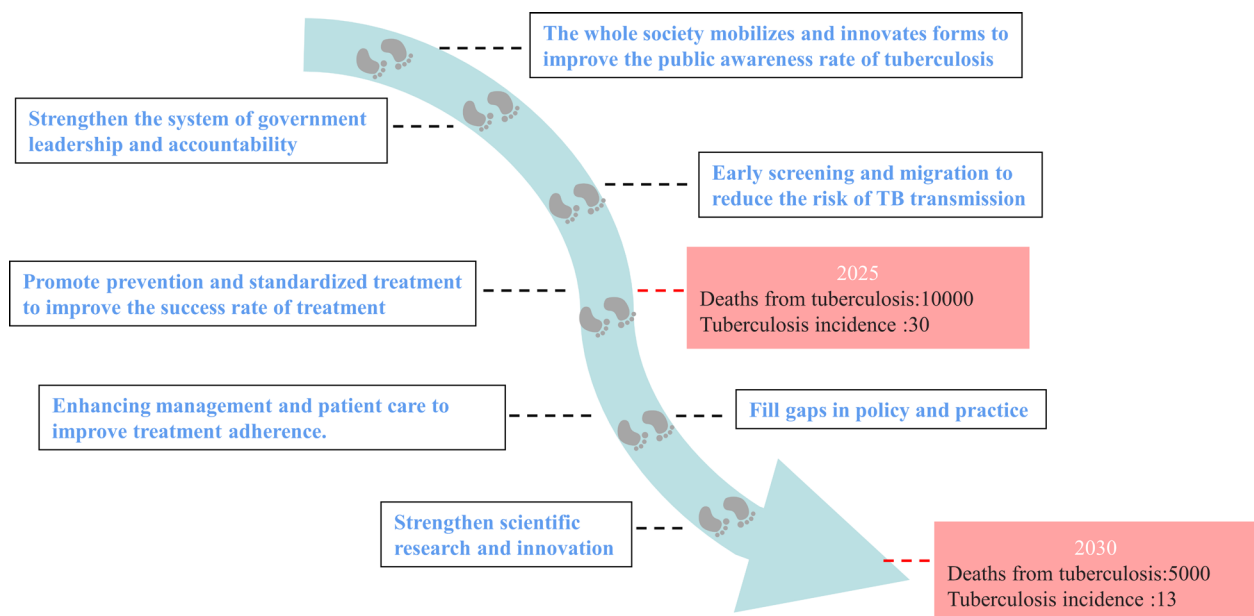 The whole society mobilizes and innovates forms to
improve the public awareness rate of tuberculosis
Strengthen the system of government
leadership and accountability
Early screening and migration to
reduce the risk of TB transmission
Promote prevention and standardized treatment
to improve the success rate of treatment
2025
Deaths from tuberculosis:10000
Tuberculosis incidence :30
Enhancing management and patient care to
improve treatment adherence.
Fill gaps in policy and practice
Strengthen scientific
research and innovation
2030
Deaths from tuberculosis:5000
Tuberculosis incidence :13